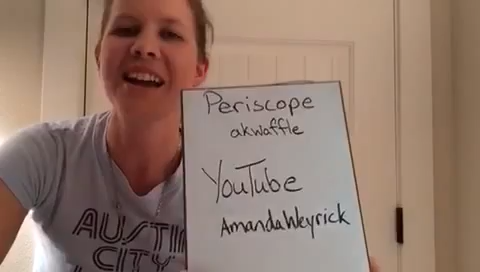 Periscope
akwaffle
YouTube
AmandaWeyrick
AUSTIN
CITY